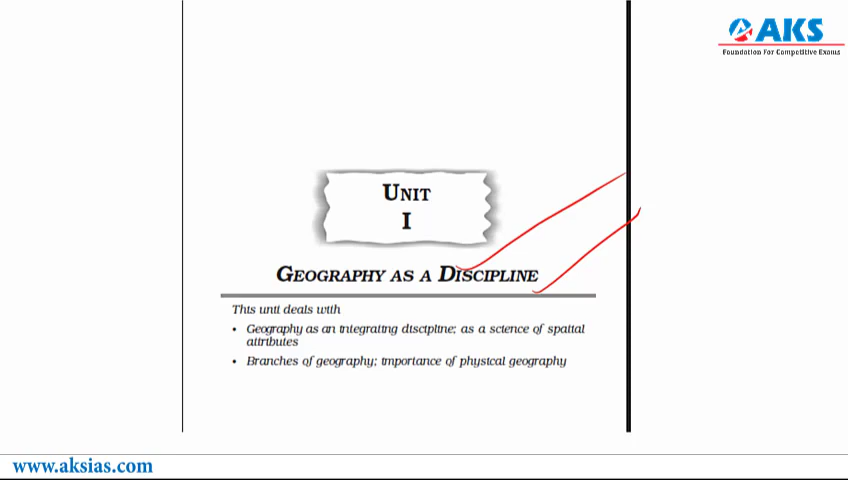 AKS
Foundation For Competitive Exams
UNIT
I
GEOGRAPHY AS A DISCIPLINE
This unit deals with
• Geography as an integrating discipline; as a science of spatial
attributes
• Branches of geography; importance of physical geography
www.aksias.com